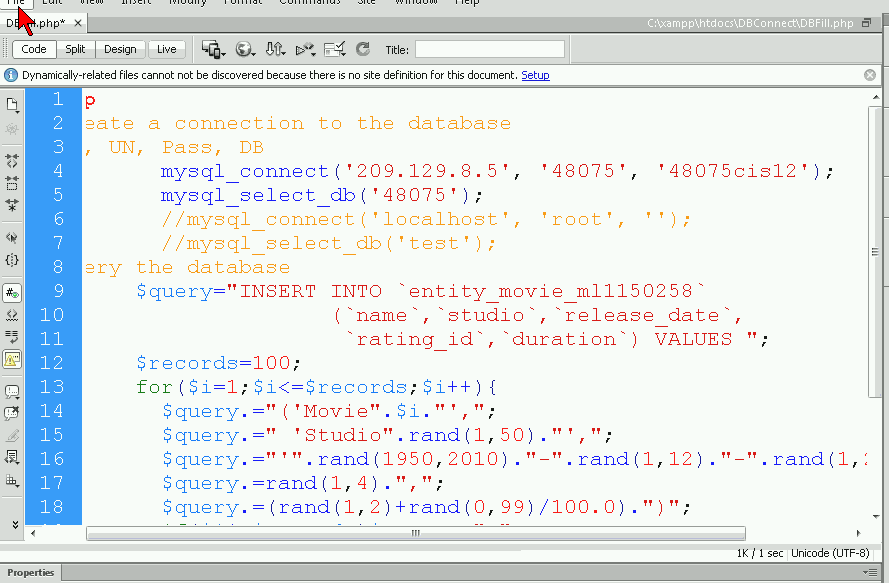 File Edit View Insert Modify Format Commands Site Window Help
DBFill.php* × C:\xampp\htdocs\DBConnect\DBFill.php
Code Split Design Live Title:
Dynamically-related files cannot be discovered because there is no site definition for this document. Setup
1 p
2 eate a connection to the database
3 , UN, Pass, DB
4 mysql_connect('209.129.8.5', '48075', '48075cis12');
5 mysql_select_db('48075');
6 //mysql_connect('localhost', 'root', '');
7 //mysql_select_db('test');
8 ery the database
9 $query="INSERT INTO `entity_movie_ml1150258`
10 (`name`,`studio`,`release_date`,
11 `rating_id`,`duration`) VALUES ";
12 $records=100;
13 for($i=1;$i<=$records;$i++){
14 $query.="('Movie".$i."',";
15 $query.=" 'Studio".rand(1,50)."',";
16 $query.="'".rand(1950,2010)."-".rand(1,12)."-".rand(1,2
17 $query.=rand(1,4).",";
18 $query.=(rand(1,2)+rand(0,99)/100.0).")";
1K / 1 sec Unicode (UTF-8)
Properties